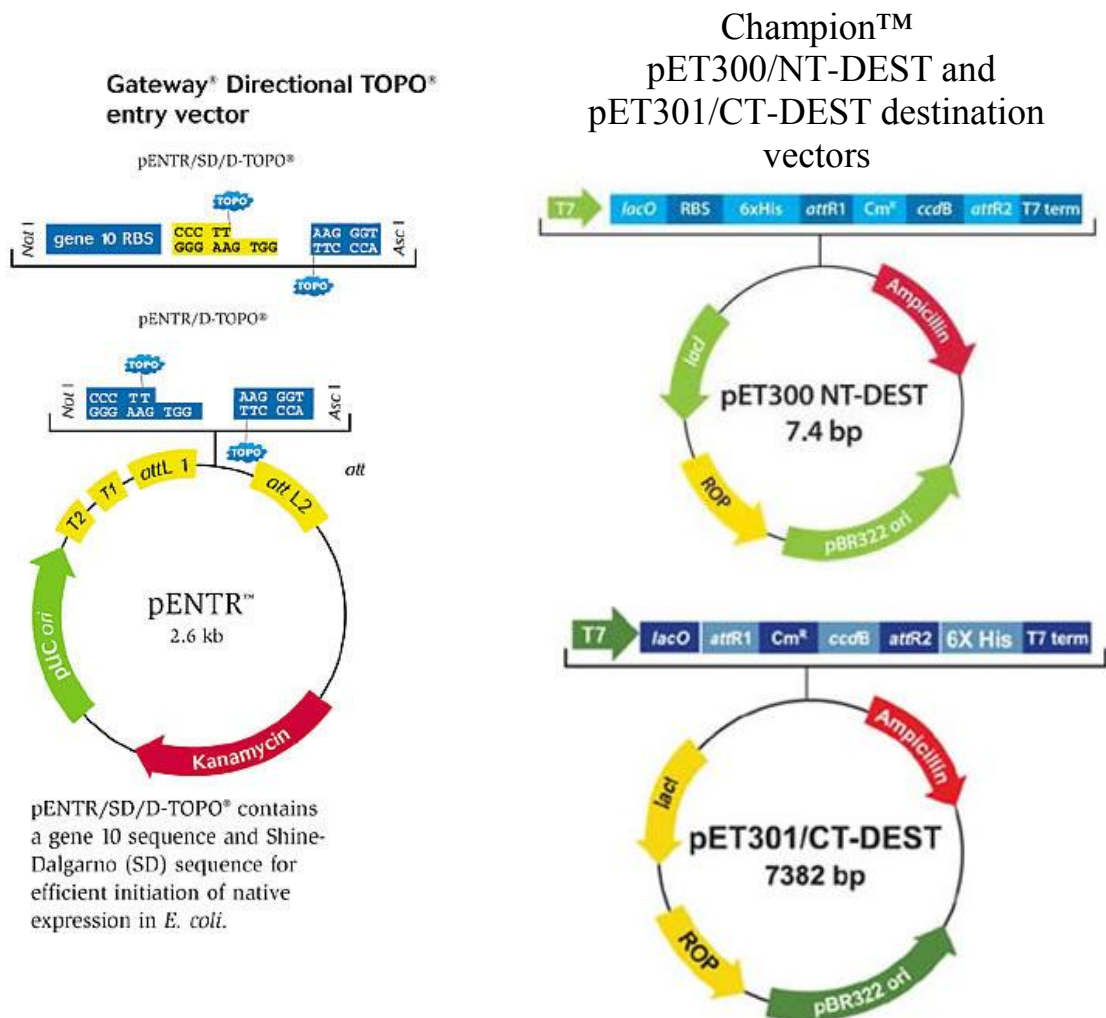 Gateway® Directional TOPO®
entry vector
pENTR/SD/D-TOPO®
TOPO
Not I
gene 10 RBS
CCC TT
GGG AAG TGG
AAG GGT
TTC CCA
Asc I
TOPO
pENTR/D-TOPO®
TOPO
Not I
CCC TT
GGG AAG TGG
AAG GGT
TTC CCA
Asc I
TOPO
att
T2
T1
attL 1
att L2
pUC ori
pENTR™
2.6 kb
Kanamycin
pENTR/SD/D-TOPO® contains
a gene 10 sequence and Shine-
Dalgarno (SD) sequence for
efficient initiation of native
expression in E. coli.
Champion™
pET300/NT-DEST and
pET301/CT-DEST destination
vectors
T7 lacO RBS 6xHis attR1 Cmᴿ ccdB attR2 T7 term
Ampicillin
lacI
pET300 NT-DEST
7.4 bp
ROP
pBR322 ori
T7 lacO attR1 Cmᴿ ccdB attR2 6X His T7 term
Ampicillin
lacI
pET301/CT-DEST
7382 bp
ROP
pBR322 ori